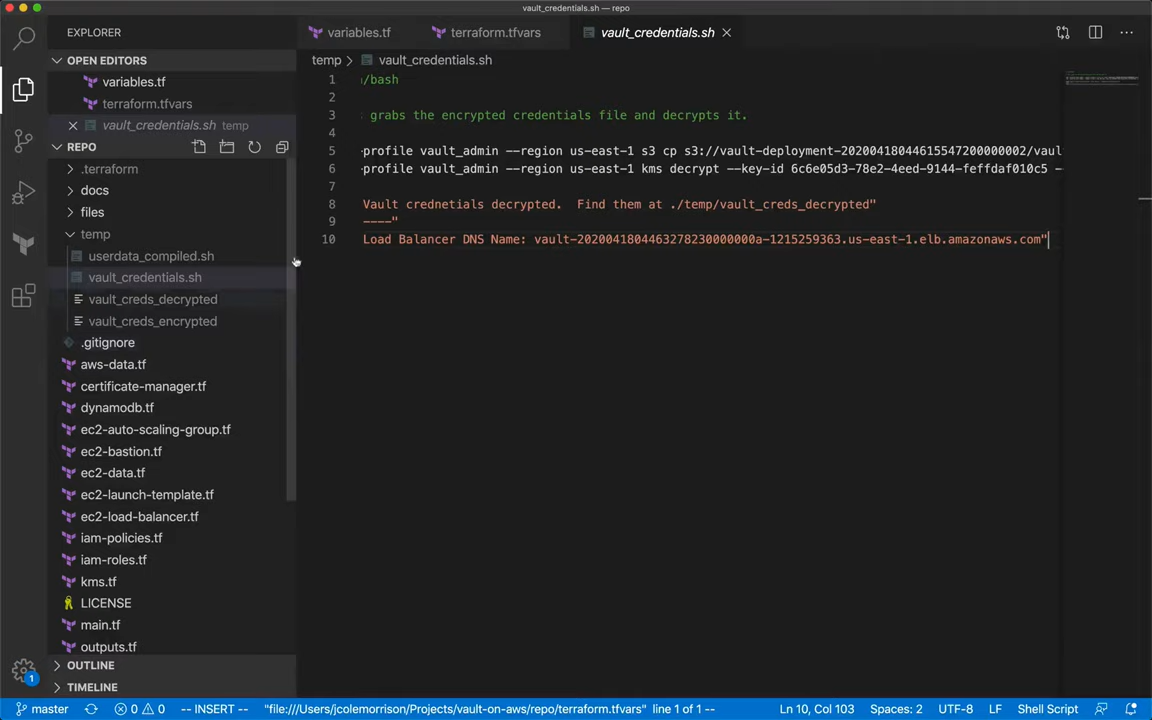 vault_credentials.sh — repo
EXPLORER
variables.tf
terraform.tfvars
vault_credentials.sh
OPEN EDITORS
temp
vault_credentials.sh
variables.tf
terraform.tfvars
vault_credentials.sh temp
REPO
.terraform
docs
files
temp
userdata_compiled.sh
vault_credentials.sh
vault_creds_decrypted
vault_creds_encrypted
.gitignore
aws-data.tf
certificate-manager.tf
dynamodb.tf
ec2-auto-scaling-group.tf
ec2-bastion.tf
ec2-data.tf
ec2-launch-template.tf
ec2-load-balancer.tf
iam-policies.tf
iam-roles.tf
kms.tf
LICENSE
main.tf
outputs.tf
OUTLINE
TIMELINE
1 /bash
2
3 grabs the encrypted credentials file and decrypts it.
4
5 -profile vault_admin --region us-east-1 s3 cp s3://vault-deployment-20200418044615547200000002/vaul
6 -profile vault_admin --region us-east-1 kms decrypt --key-id 6c6e05d3-78e2-4eed-9144-feffdaf010c5 -
7
8 Vault crednetials decrypted.  Find them at ./temp/vault_creds_decrypted"
9 ----"
10 Load Balancer DNS Name: vault-2020041804463278230000000a-1215259363.us-east-1.elb.amazonaws.com"
1
master 0 0 -- INSERT -- "file:///Users/jcolemorrison/Projects/vault-on-aws/repo/terraform.tfvars" line 1 of 1 -- Ln 10, Col 103 Spaces: 2 UTF-8 LF Shell Script